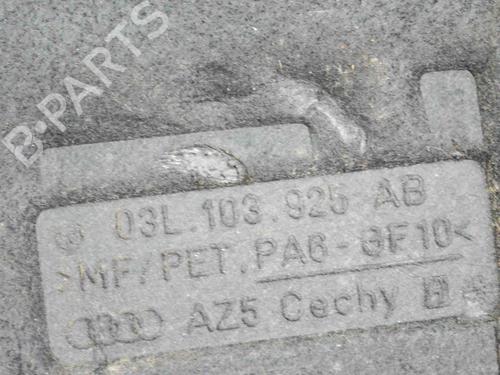 B-PARTS
03L.103.925 AB
>MF/PET.PA6-GF10<
AZ5 Cechy